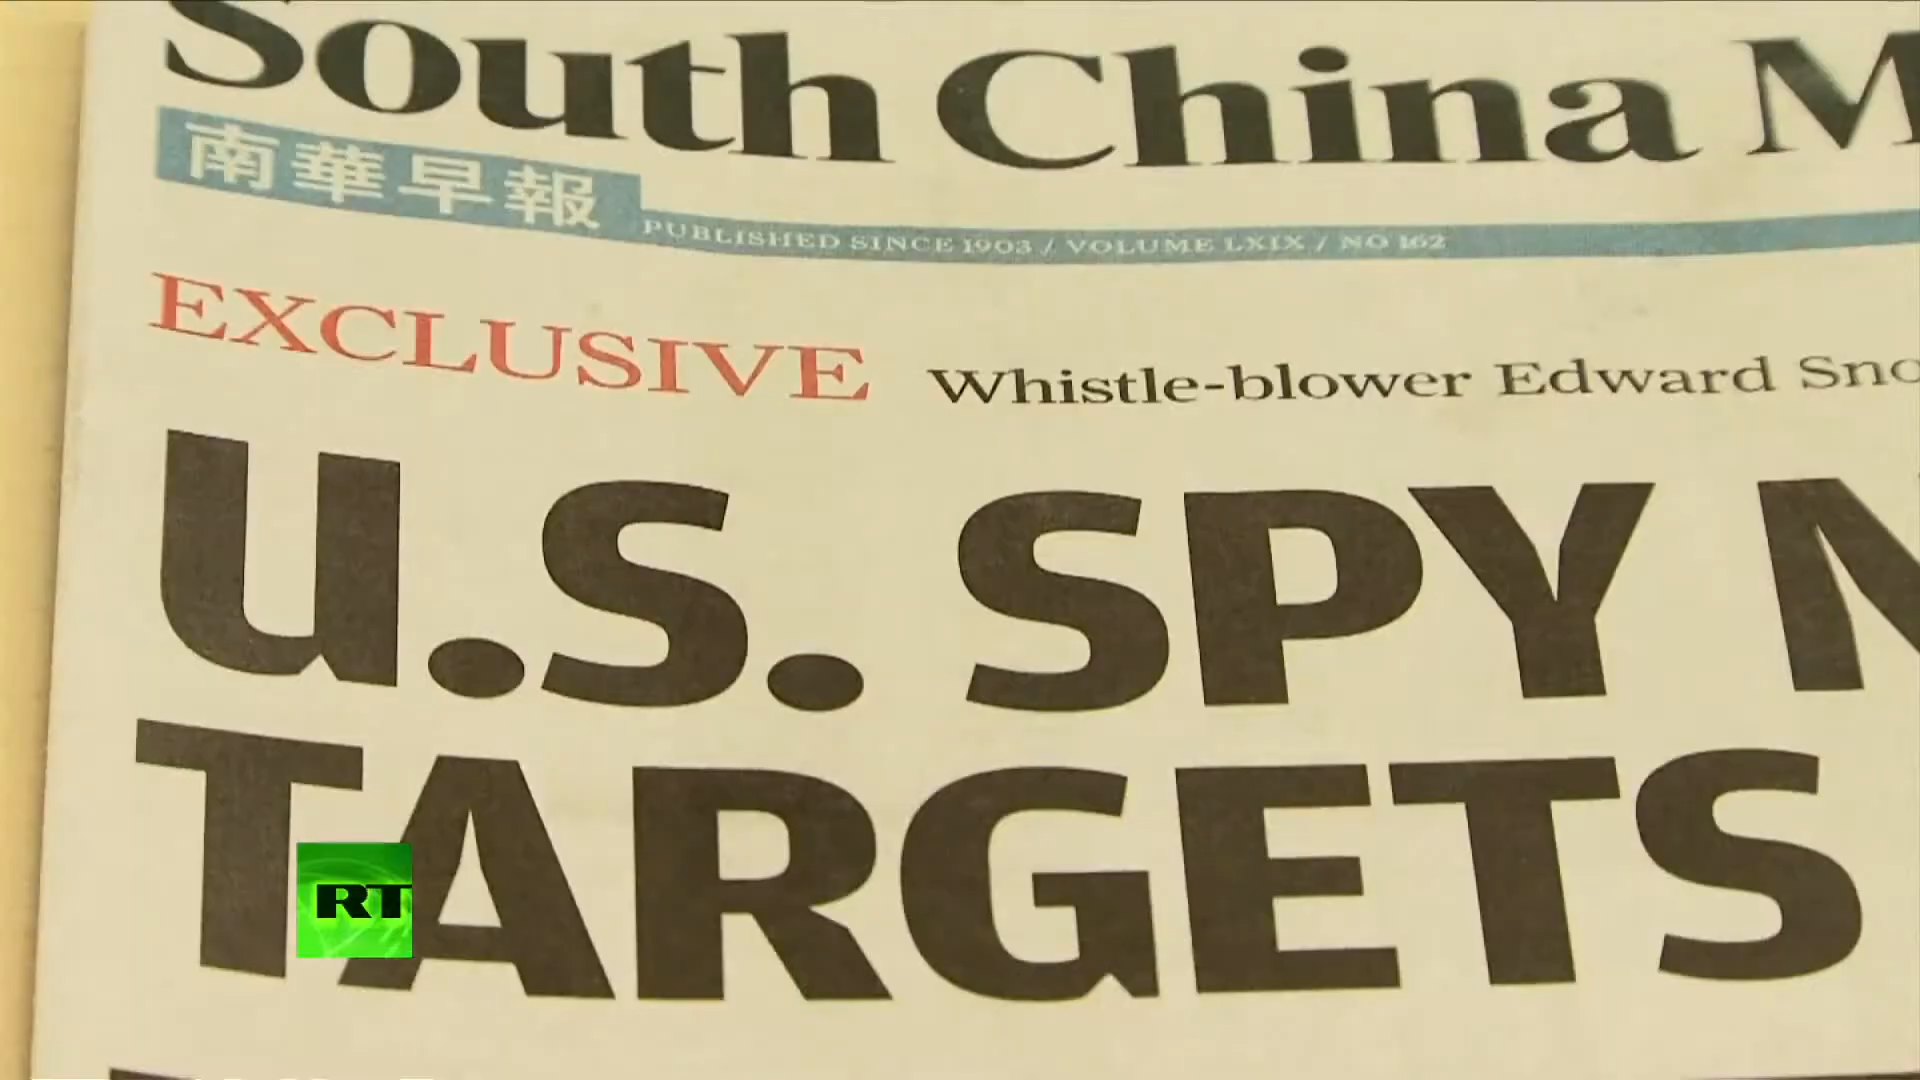 South China M
南華早報
PUBLISHED SINCE 1903 / VOLUME LXIX / NO 162
EXCLUSIVE Whistle-blower Edward Sno
U.S. SPY N
TARGETS
RT